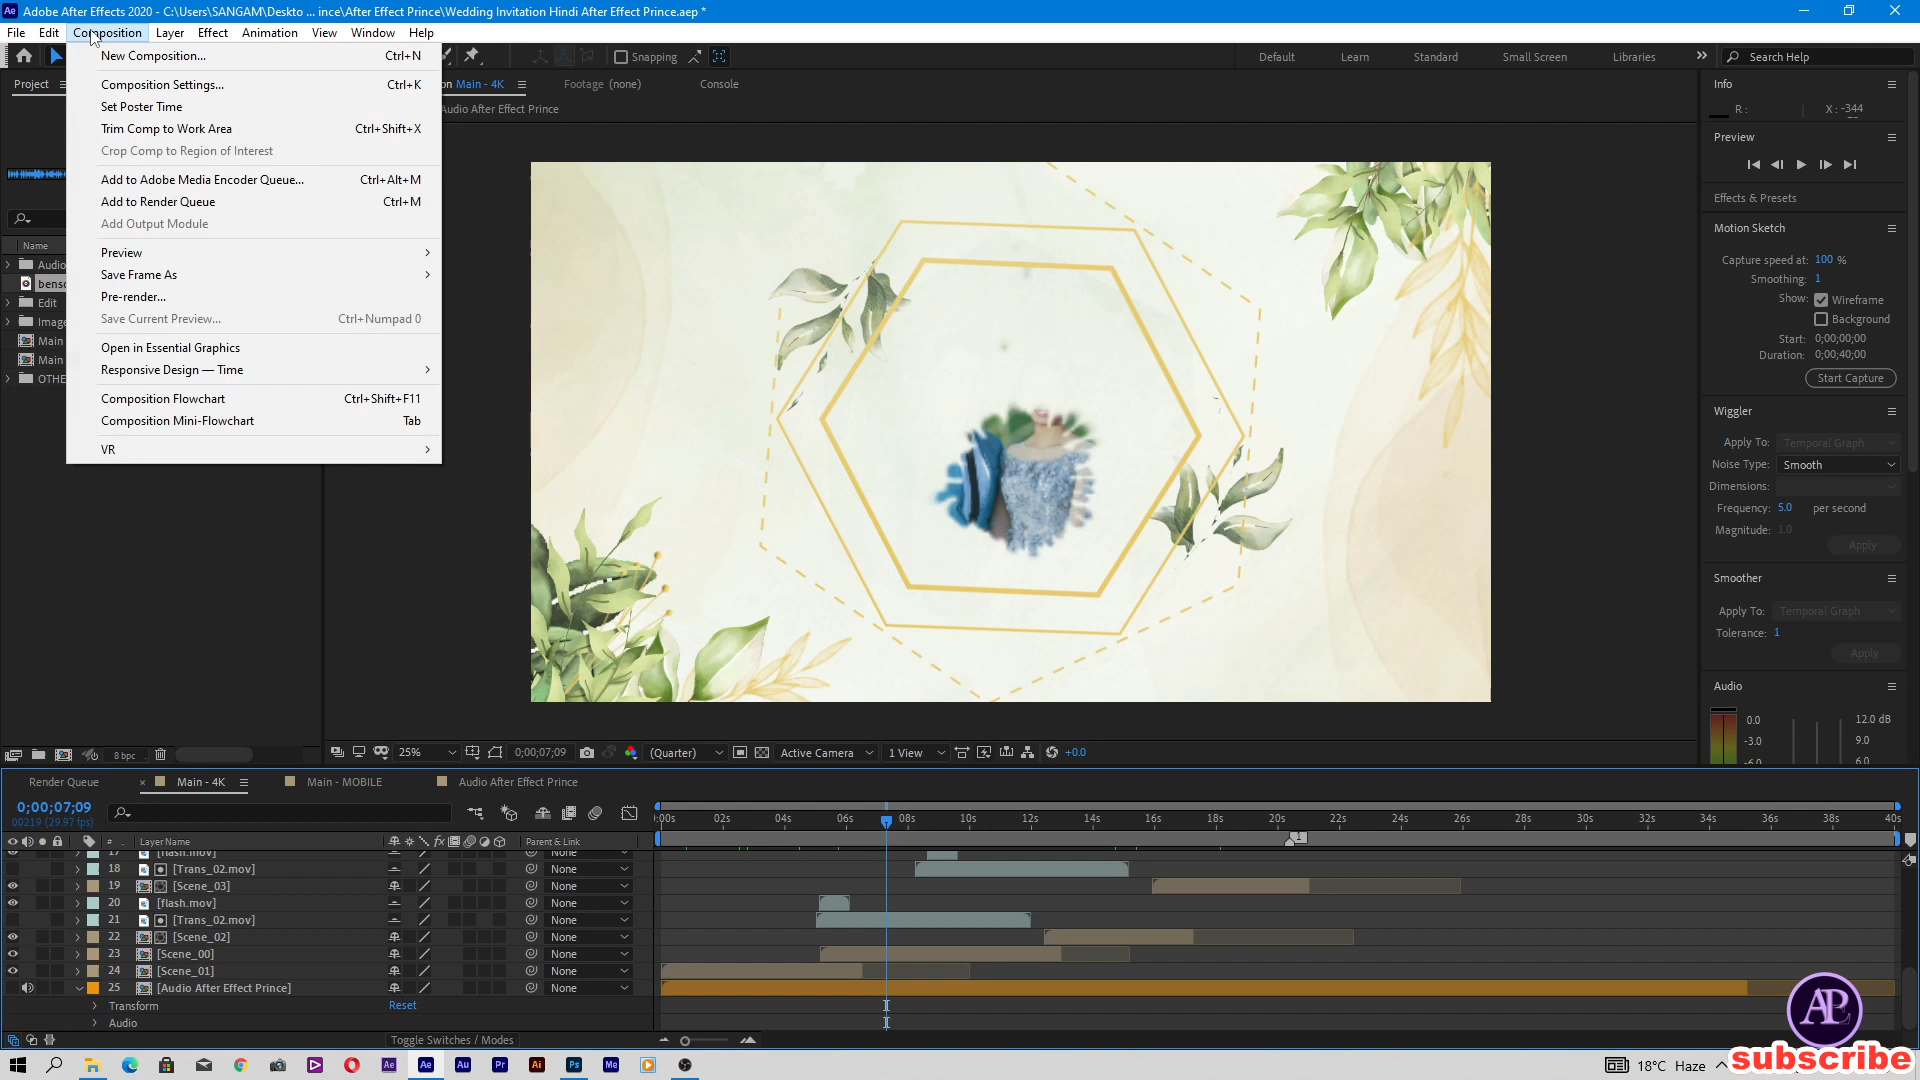 Adobe After Effects 2020 - C:\Users\SANGAM\Deskto ... ince\After Effect Prince\Wedding Invitation Hindi After Effect Prince.aep *
File Edit Composition Layer Effect Animation View Window Help
Snapping
Default Learn Standard Small Screen Libraries
Search Help
New Composition... Ctrl+N
Composition Settings... Ctrl+K
Set Poster Time
Trim Comp to Work Area Ctrl+Shift+X
Crop Comp to Region of Interest
Add to Adobe Media Encoder Queue... Ctrl+Alt+M
Add to Render Queue Ctrl+M
Add Output Module
Preview
Save Frame As
Pre-render...
Save Current Preview... Ctrl+Numpad 0
Open in Essential Graphics
Responsive Design — Time
Composition Flowchart Ctrl+Shift+F11
Composition Mini-Flowchart Tab
VR
Project
Name
Audio
benso
Edit
Image
Main
Main
OTHE
8 bpc
on Main - 4K
Footage (none)
Console
Audio After Effect Prince
25%
0;00;07;09
(Quarter)
Active Camera
1 View
+0.0
Info
R :
X : -344
Preview
Effects & Presets
Motion Sketch
Capture speed at: 100 %
Smoothing: 1
Show: Wireframe
Background
Start: 0;00;00;00
Duration: 0;00;40;00
Start Capture
Wiggler
Apply To: Temporal Graph
Noise Type: Smooth
Dimensions:
Frequency: 5.0 per second
Magnitude: 1.0
Apply
Smoother
Apply To: Temporal Graph
Tolerance: 1
Apply
Audio
0.0 12.0 dB
-3.0 9.0
-6.0 6.0
Render Queue
Main - 4K
Main - MOBILE
Audio After Effect Prince
0;00;07;09
00219 (29.97 fps)
:00s 02s 04s 06s 08s 10s 12s 14s 16s 18s 20s 22s 24s 26s 28s 30s 32s 34s 36s 38s 40s
1
# Layer Name Parent & Link
17 [flash.mov] None
18 [Trans_02.mov] None
19 [Scene_03] None
20 [flash.mov] None
21 [Trans_02.mov] None
22 [Scene_02] None
23 [Scene_00] None
24 [Scene_01] None
25 [Audio After Effect Prince] None
Transform Reset
Audio
Toggle Switches / Modes
AP
subscribe
18°C Haze